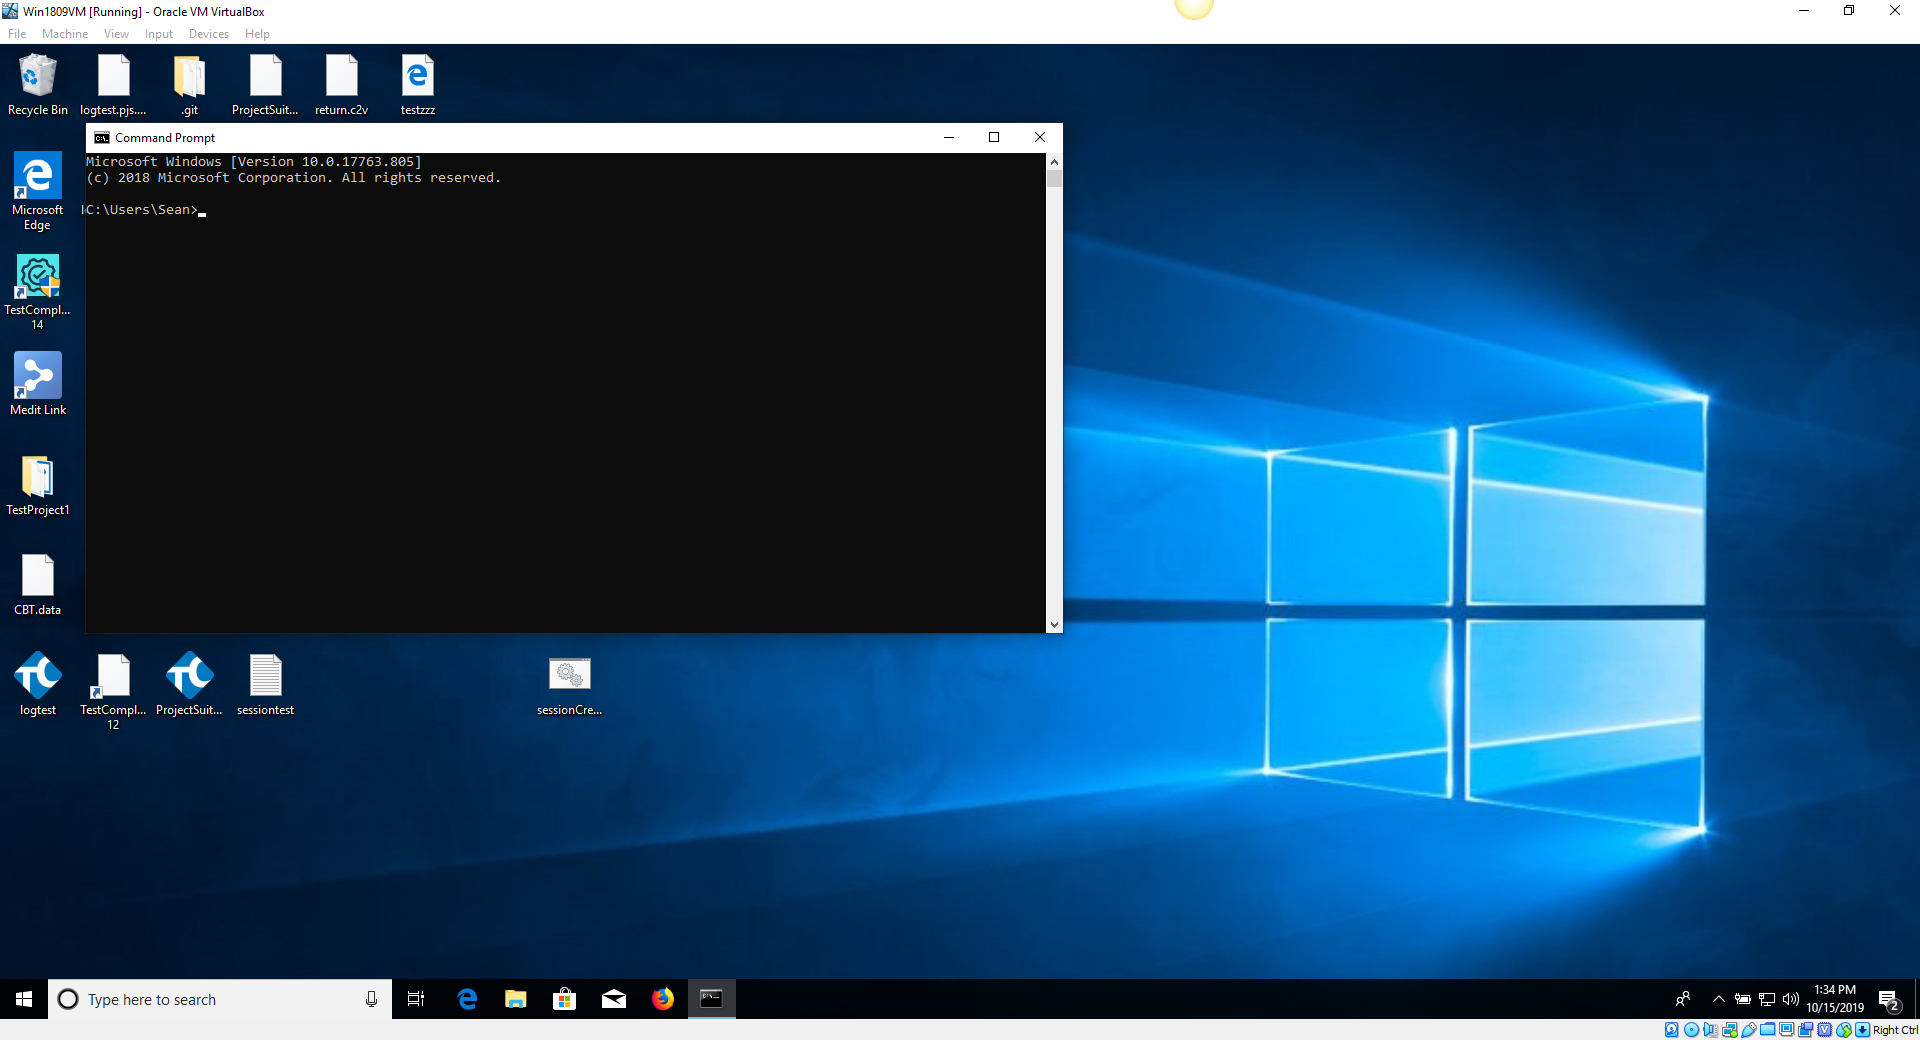 Win1809VM [Running] - Oracle VM VirtualBox
File Machine View Input Devices Help
Recycle Bin
logtest.pjs....
.git
ProjectSuit...
return.c2v
testzzz
Command Prompt
Microsoft Windows [Version 10.0.17763.805]
(c) 2018 Microsoft Corporation. All rights reserved.
C:\Users\Sean>
Microsoft
Edge
TestCompl...
14
Medit Link
TestProject1
CBT.data
logtest
TestCompl...
12
ProjectSuit...
sessiontest
sessionCre...
Type here to search
1:34 PM
10/15/2019
2
Right Ctrl